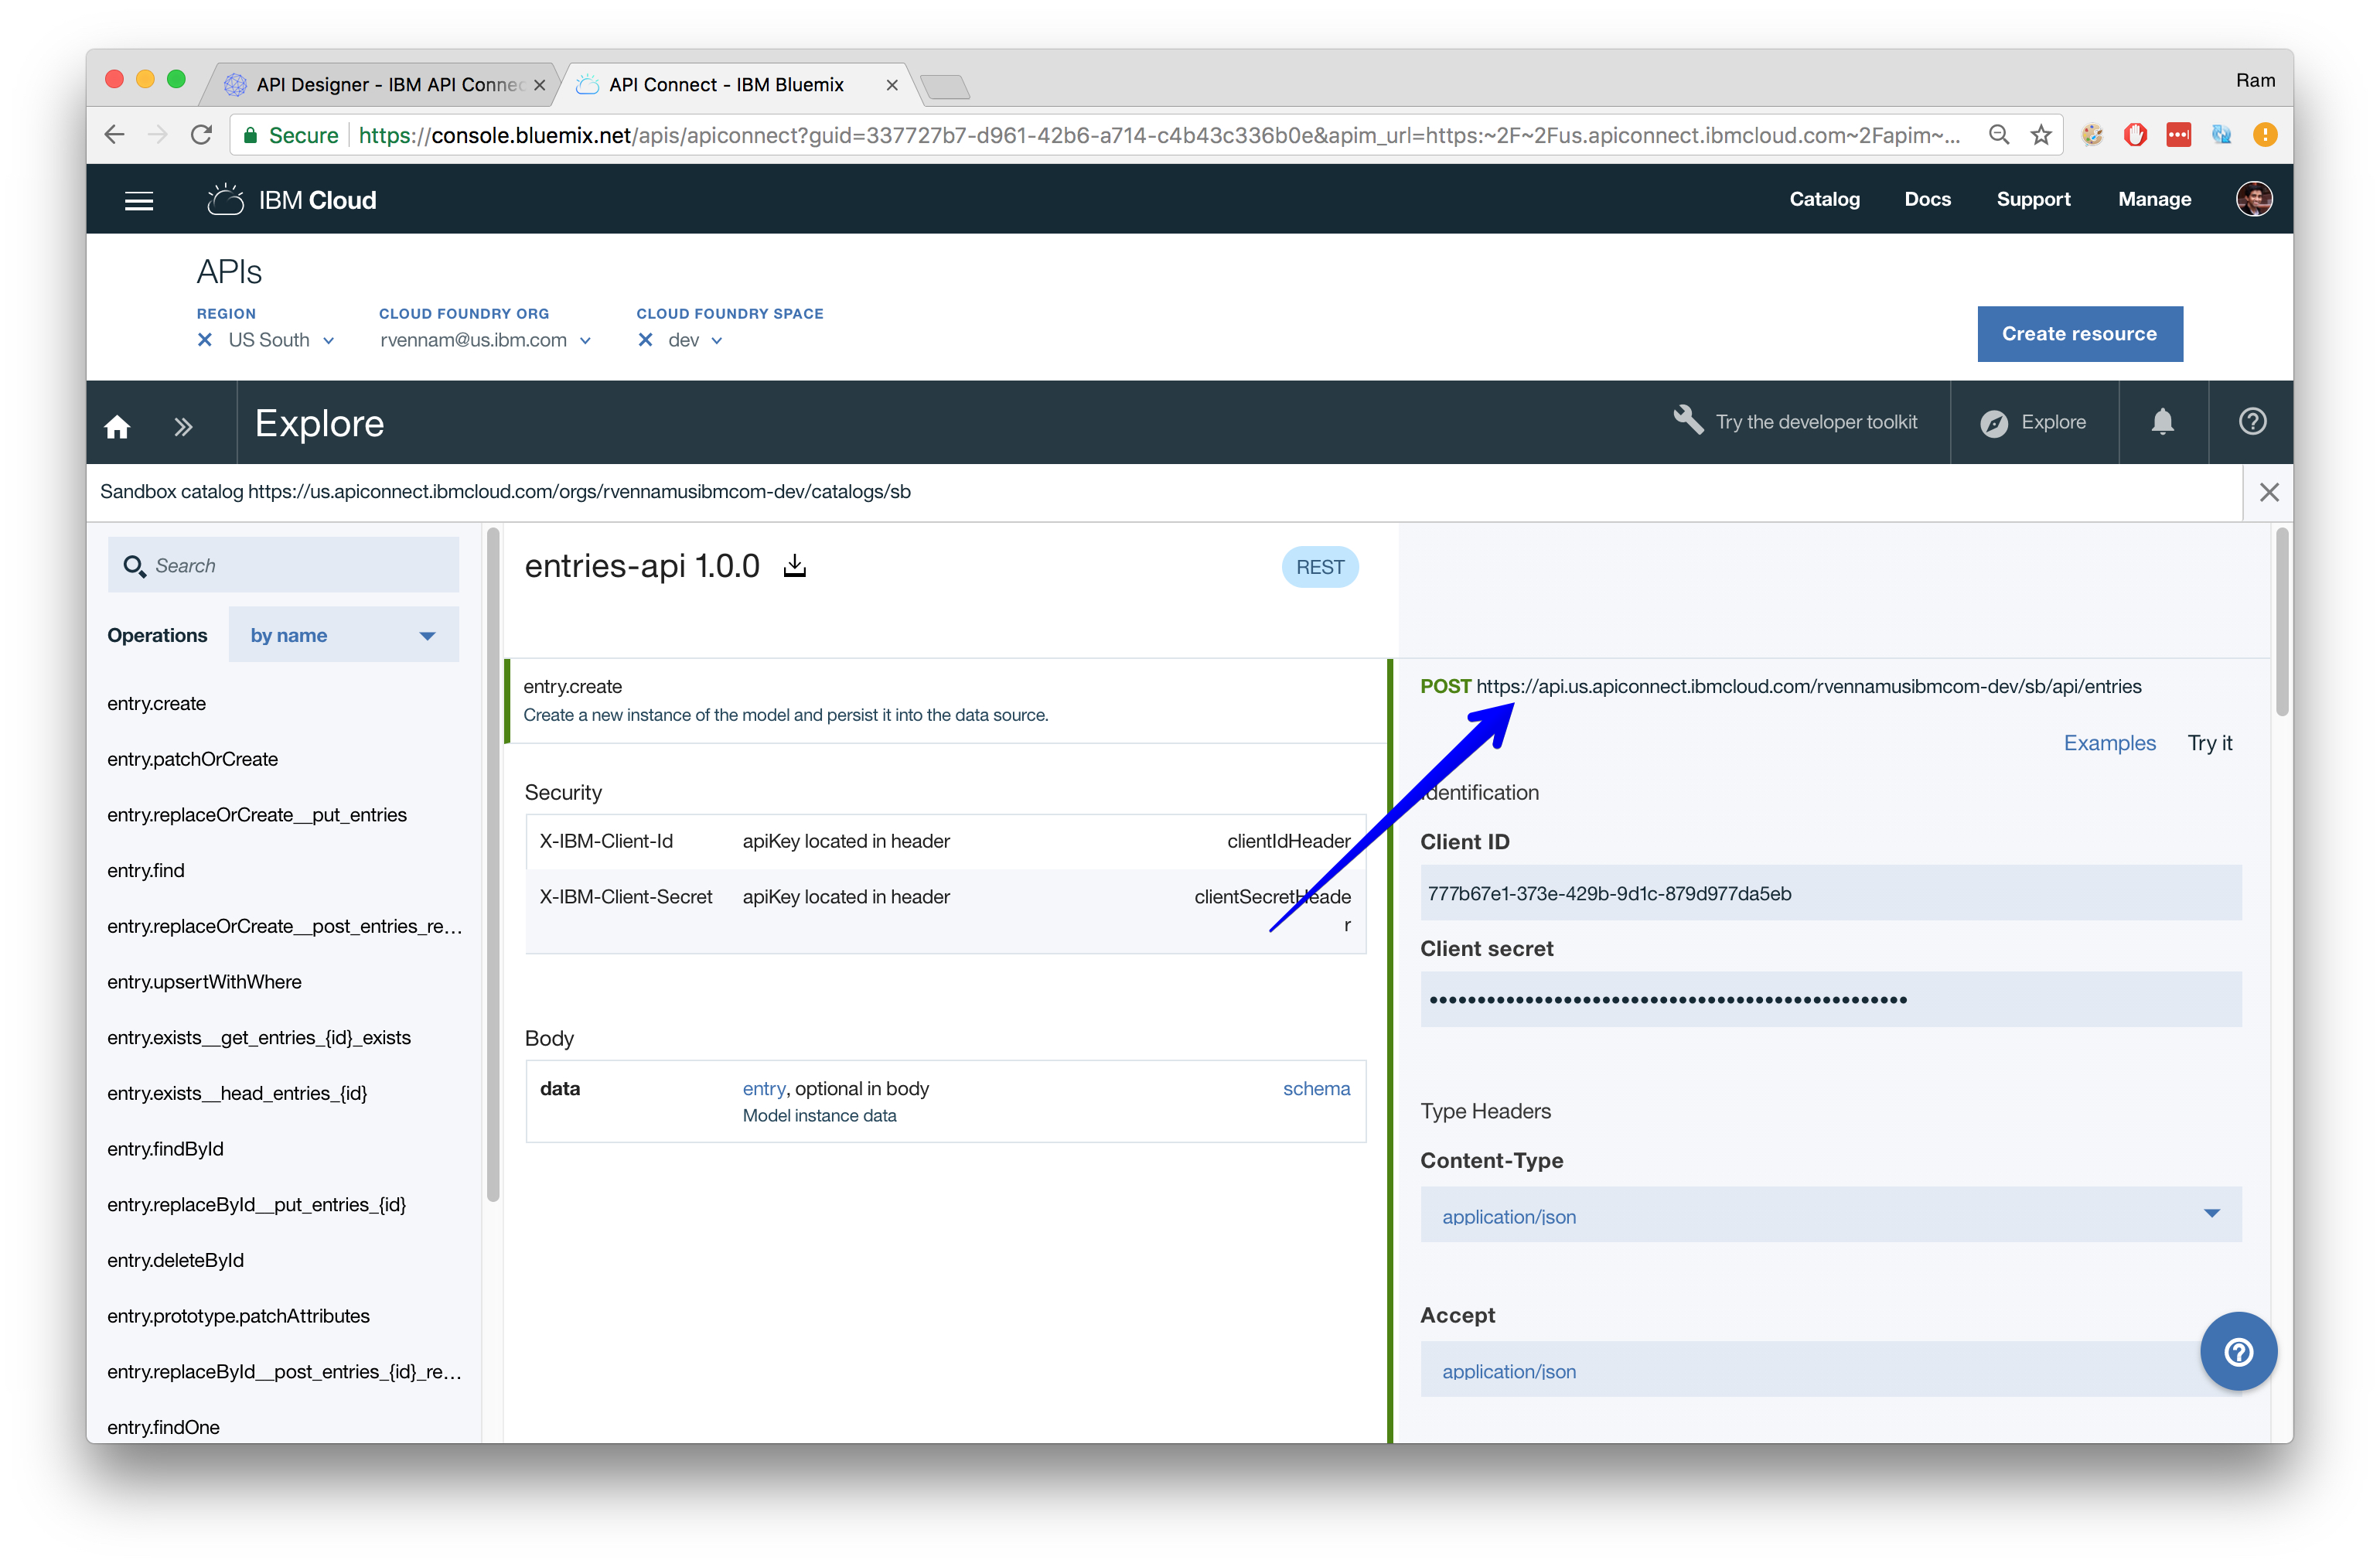 API Designer - IBM API Connec
API Connect - IBM Bluemix
Ram
Secure https://console.bluemix.net/apis/apiconnect?guid=337727b7-d961-42b6-a714-c4b43c336b0e&apim_url=https:~2F~2Fus.apiconnect.ibmcloud.com~2Fapim~...
IBM Cloud
Catalog
Docs
Support
Manage
APIs
REGION
CLOUD FOUNDRY ORG
CLOUD FOUNDRY SPACE
US South
rvennam@us.ibm.com
dev
Create resource
Explore
Try the developer toolkit
Explore
Sandbox catalog https://us.apiconnect.ibmcloud.com/orgs/rvennamusibmcom-dev/catalogs/sb
Search
Operations
by name
entry.create
entry.patchOrCreate
entry.replaceOrCreate__put_entries
entry.find
entry.replaceOrCreate__post_entries_re...
entry.upsertWithWhere
entry.exists__get_entries_{id}_exists
entry.exists__head_entries_{id}
entry.findById
entry.replaceById__put_entries_{id}
entry.deleteById
entry.prototype.patchAttributes
entry.replaceById__post_entries_{id}_re...
entry.findOne
entries-api 1.0.0
REST
entry.create
Create a new instance of the model and persist it into the data source.
Security
X-IBM-Client-Id apiKey located in header clientIdHeader
X-IBM-Client-Secret apiKey located in header clientSecretHeade
r
Body
data entry, optional in body schema
Model instance data
POST https://api.us.apiconnect.ibmcloud.com/rvennamusibmcom-dev/sb/api/entries
Examples Try it
Identification
Client ID
777b67e1-373e-429b-9d1c-879d977da5eb
Client secret
Type Headers
Content-Type
application/json
Accept
application/json